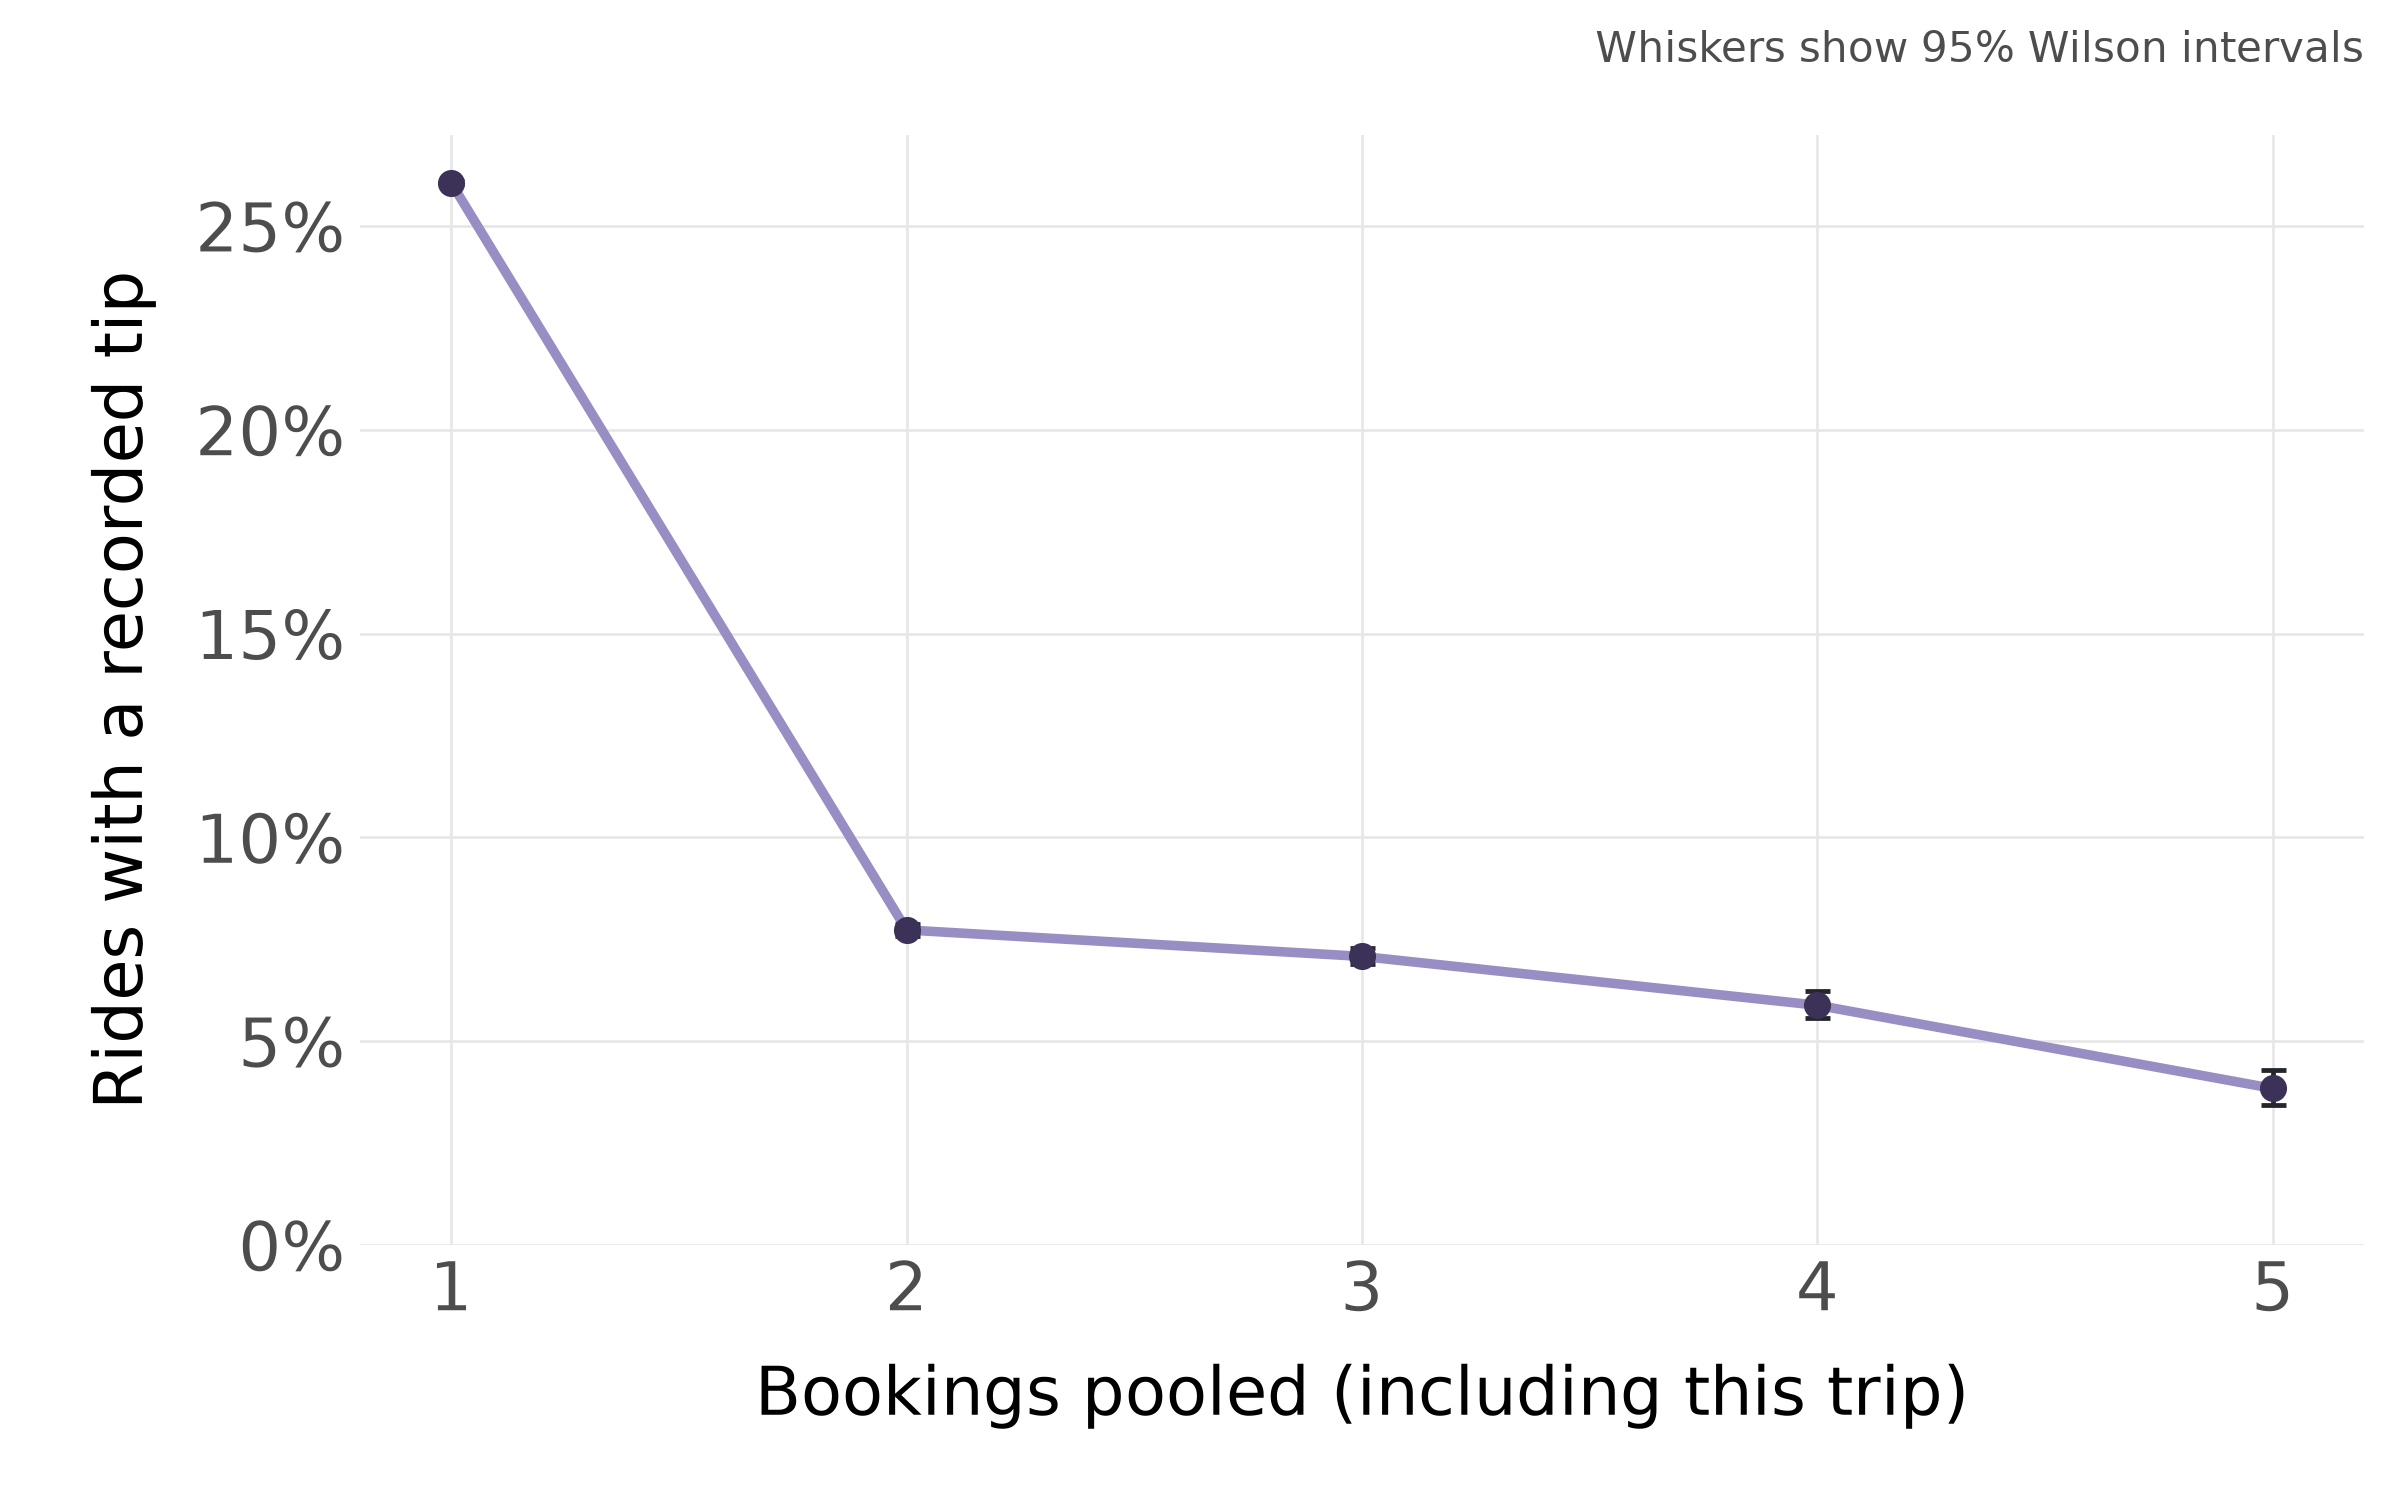 Whiskers show 95% Wilson intervals
Rides with a recorded tip
25%
20%
15%
10%
5%
0%
1 2 3 4 5
Bookings pooled (including this trip)